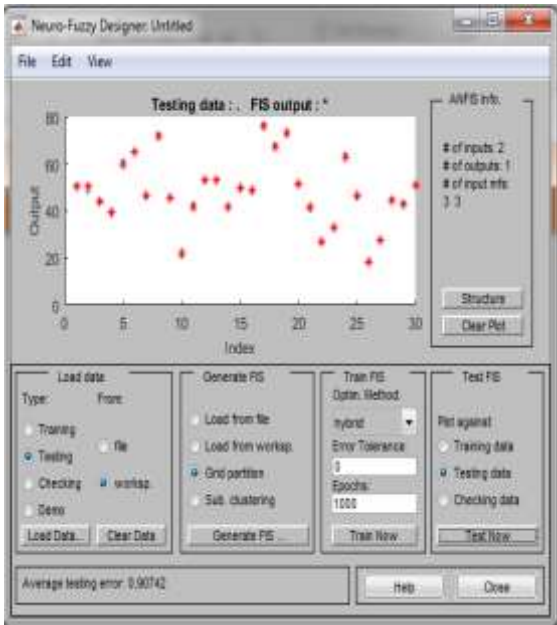 Neuro-Fuzzy Designer: Untitled
File Edit View
Testing data : . FIS output : *
80
60
40
20
0
Output
0 5 10 15 20 25 30
Index
ANFIS Info.
# of inputs: 2
# of outputs: 1
# of input mfs:
3 3
Structure
Clear Plot
Load data
Type: From:
Training
file
Testing
Checking
worksp.
Demo
Load Data... Clear Data
Generate FIS
Load from file
Load from worksp.
Grid partition
Sub. clustering
Generate FIS ...
Train FIS
Optim. Method:
hybrid
Error Tolerance:
0
Epochs:
1000
Train Now
Test FIS
Plot against:
Training data
Testing data
Checking data
Test Now
Average testing error: 0.90742
Help
Close